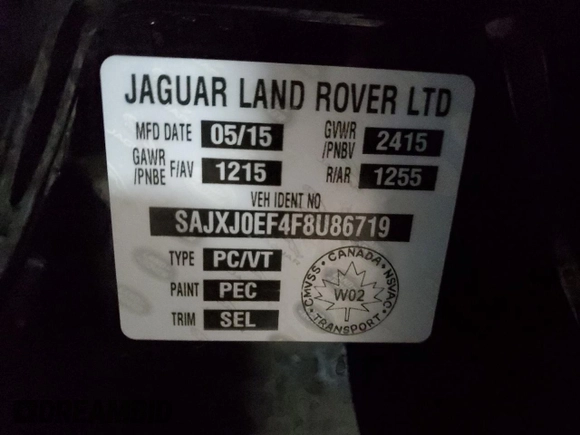 JAGUAR LAND ROVER LTD
MFD DATE 05/15 GVWR /PNBV 2415
GAWR /PNBE F/AV 1215 R/AR 1255
VEH IDENT NO
SAJXJ0EF4F8U86719
TYPE PC/VT
PAINT PEC
TRIM SEL
CANADA
CMVSS NSVAC
W02
TRANSPORT